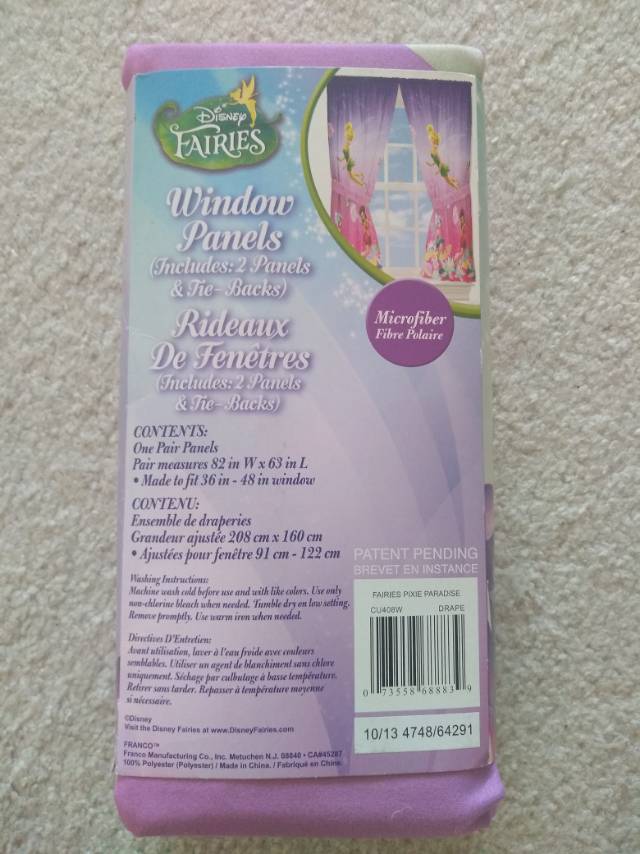 Disney
FAIRIES
Window
Panels
(Includes: 2 Panels
& Tie-Backs)
Rideaux
De Fenêtres
(Includes: 2 Panels
& Tie-Backs)
Microfiber
Fibre Polaire
CONTENTS:
One Pair Panels
Pair measures 82 in W x 63 in L
• Made to fit 36 in - 48 in window
CONTENU:
Ensemble de draperies
Grandeur ajustée 208 cm x 160 cm
• Ajustées pour fenêtre 91 cm - 122 cm
PATENT PENDING
BREVET EN INSTANCE
Washing Instructions:
Machine wash cold before use and with like colors. Use only
non-chlorine bleach when needed. Tumble dry on low setting.
Remove promptly. Use warm iron when needed.
Directives D'Entretien:
Avant utilisation, laver à l'eau froide avec couleurs
semblables. Utiliser un agent de blanchiment sans chlore
uniquement. Séchage par culbutage à basse température.
Retirer sans tarder. Repasser à température moyenne
si nécessaire.
©Disney
Visit the Disney Fairies at www.DisneyFairies.com
FRANCO™
Franco Manufacturing Co., Inc. Metuchen N.J. 08840 • CA#45287
100% Polyester (Polyester) / Made in China. / Fabriqué en Chine.
FAIRIES PIXIE PARADISE
CU408W DRAPE
0 73558 68883 9
10/13 4748/64291